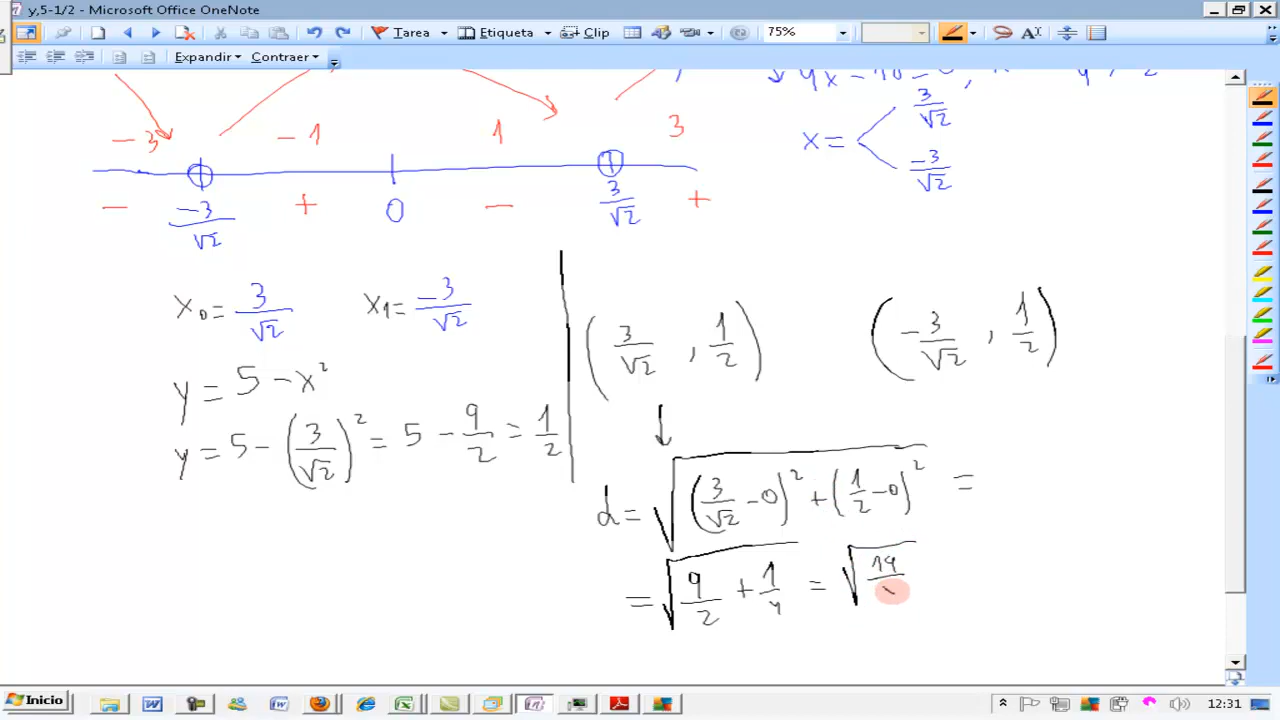 y,5-1/2 - Microsoft Office OneNote
Tarea Etiqueta Clip 75%
Expandir Contraer
-3 -1 1 3
x = 3/√2
-3/√2
- -3/√2 + 0 - 3/√2 +
x₀ = 3/√2 x₁ = -3/√2
(3/√2 , 1/2) (-3/√2 , 1/2)
y = 5 - x²
y = 5 - (3/√2)² = 5 - 9/2 = 1/2
d = √((3/√2 - 0)² + (1/2 - 0)²) =
= √(9/2 + 1/4) = √(19/
Inicio 12:31